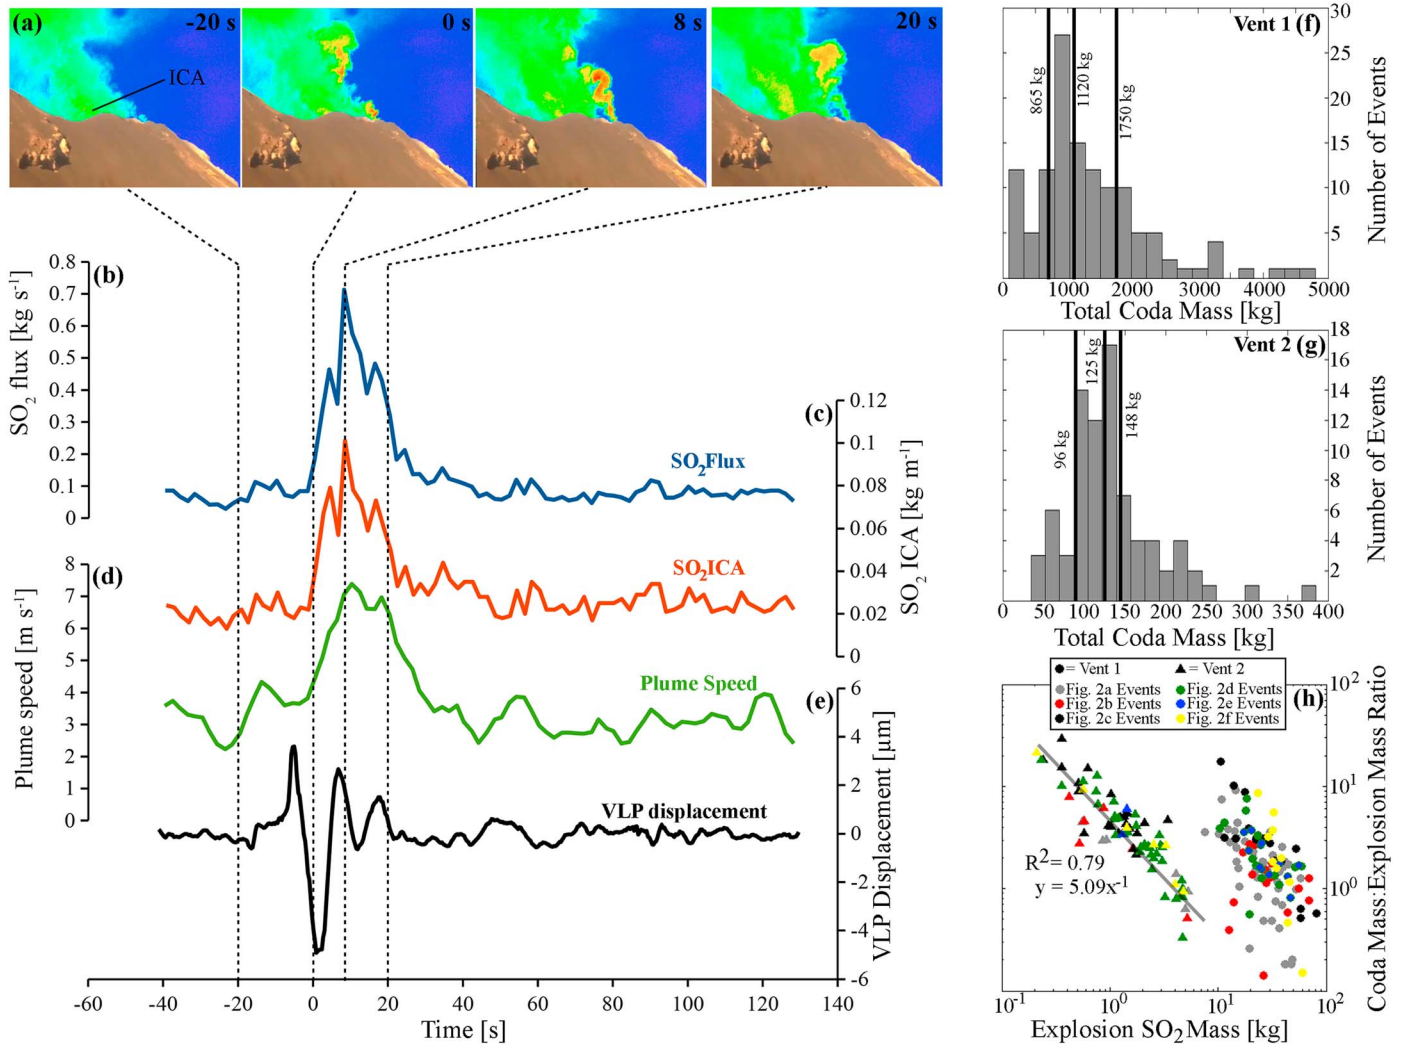 (a)
-20 s
0 s
8 s
20 s
ICA
(b)
SO2 flux [kg s-1]
0.8
0.7
0.6
0.5
0.4
0.3
0.2
0.1
0
SO2Flux
(c)
SO2 ICA [kg m-1]
0.12
0.1
0.08
0.06
0.04
0.02
0
SO2ICA
(d)
Plume speed [m s-1]
8
7
6
5
4
3
2
1
0
Plume Speed
(e)
VLP Displacement [µm]
6
4
2
0
-2
-4
-6
VLP displacement
-60 -40 -20 0 20 40 60 80 100 120 140
Time [s]
Vent 1 (f)
865 kg
1120 kg
1750 kg
30
25
20
15
10
5
Number of Events
0 1000 2000 3000 4000 5000
Total Coda Mass [kg]
Vent 2 (g)
96 kg
125 kg
148 kg
18
16
14
12
10
8
6
4
2
Number of Events
0 50 100 150 200 250 300 350 400
Total Coda Mass [kg]
= Vent 1 = Vent 2
Fig. 2a Events Fig. 2d Events
Fig. 2b Events Fig. 2e Events
Fig. 2c Events Fig. 2f Events
(h)
R2 = 0.79
y = 5.09x-1
102
101
100
Coda Mass:Explosion Mass Ratio
10-1 100 101 102
Explosion SO2 Mass [kg]